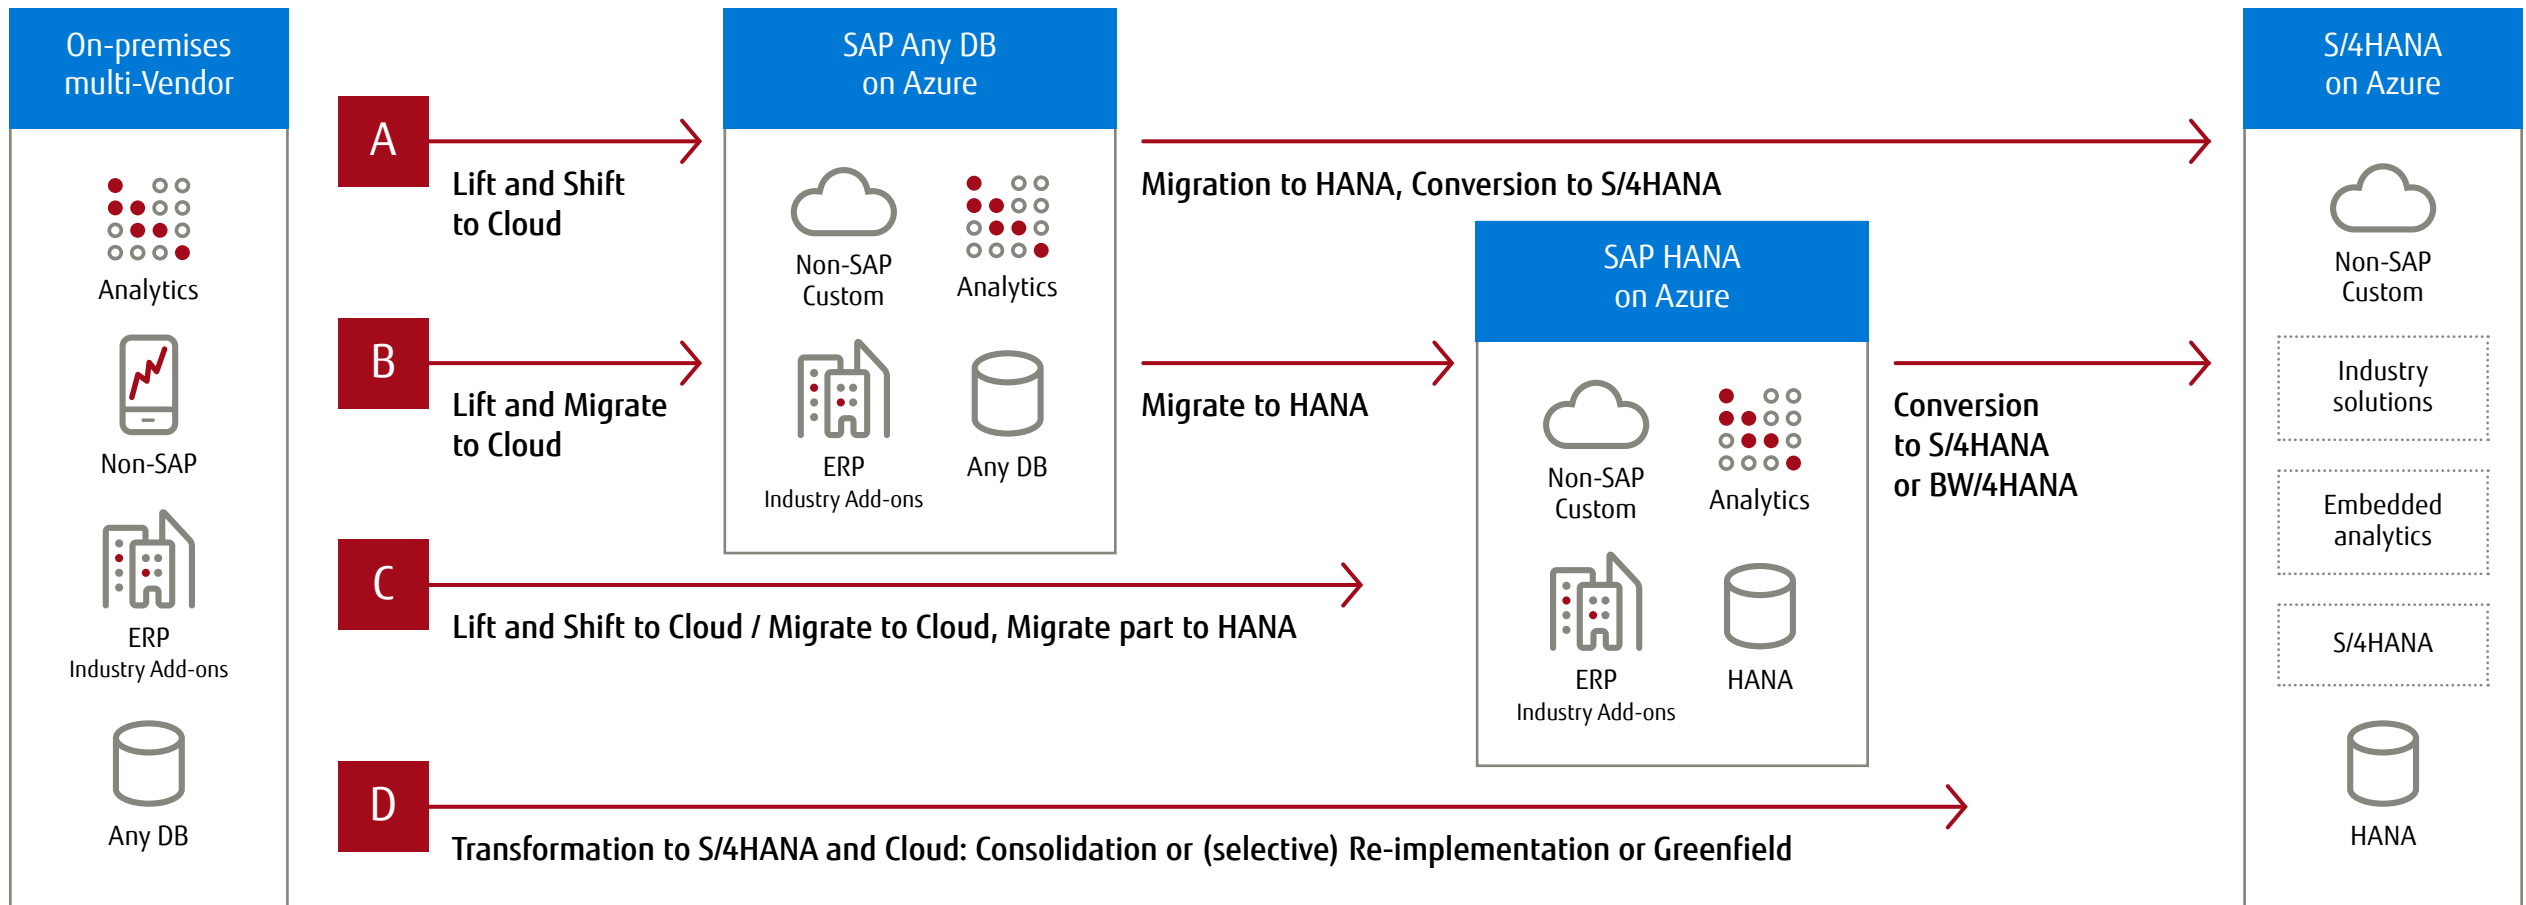 On-premises
multi-Vendor
Analytics
Non-SAP
ERP
Industry Add-ons
Any DB
A
Lift and Shift
to Cloud
B
Lift and Migrate
to Cloud
C
Lift and Shift to Cloud / Migrate to Cloud, Migrate part to HANA
D
Transformation to S/4HANA and Cloud: Consolidation or (selective) Re-implementation or Greenfield
SAP Any DB
on Azure
Non-SAP
Custom
Analytics
ERP
Industry Add-ons
Any DB
Migration to HANA, Conversion to S/4HANA
Migrate to HANA
SAP HANA
on Azure
Non-SAP
Custom
Analytics
ERP
Industry Add-ons
HANA
Conversion
to S/4HANA
or BW/4HANA
S/4HANA
on Azure
Non-SAP
Custom
Industry
solutions
Embedded
analytics
S/4HANA
HANA